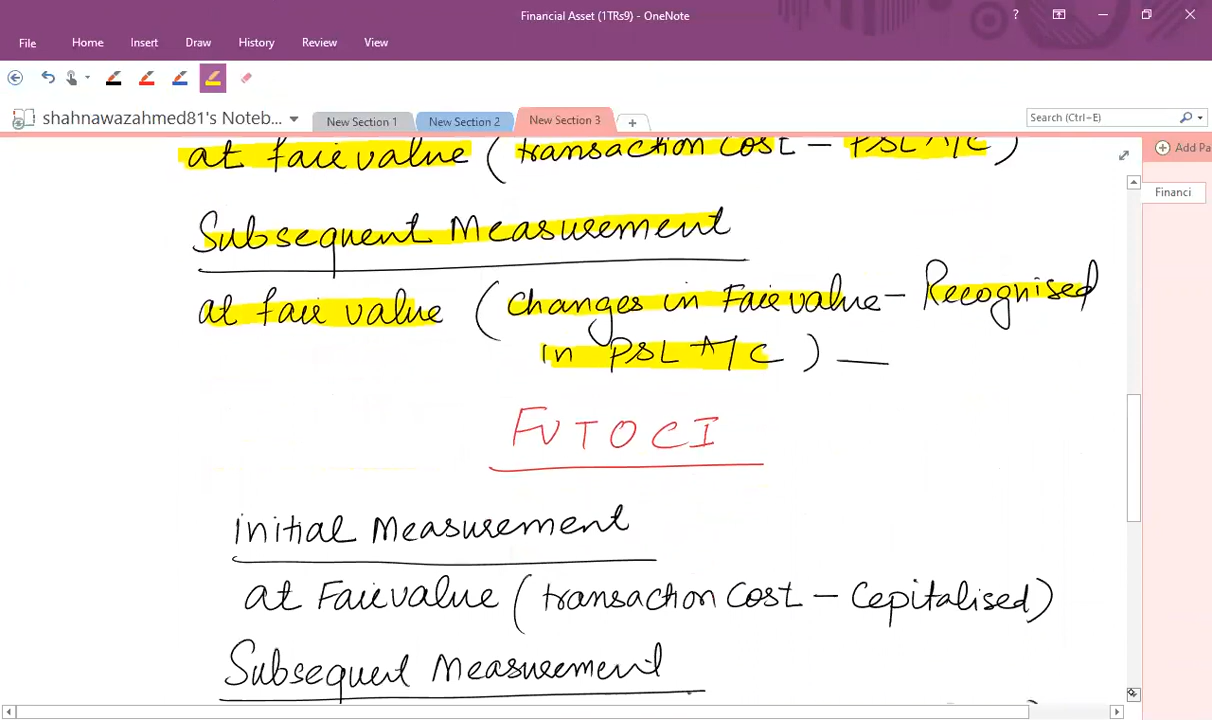 Financial Asset (1TRs9) - OneNote
File Home Insert Draw History Review View
shahnawazahmed81's Noteb...
New Section 1 New Section 2 New Section 3
Search (Ctrl+E)
Add Pa
Financi
at fair value (transaction Cost - P&L A/C)
Subsequent Measurement
at fair value (Changes in Fair value - Recognised
in P&L A/C) —
FVTOCI
initial Measurement
at Fair value (transaction Cost - Cepitalised)
Subsequent Measurement